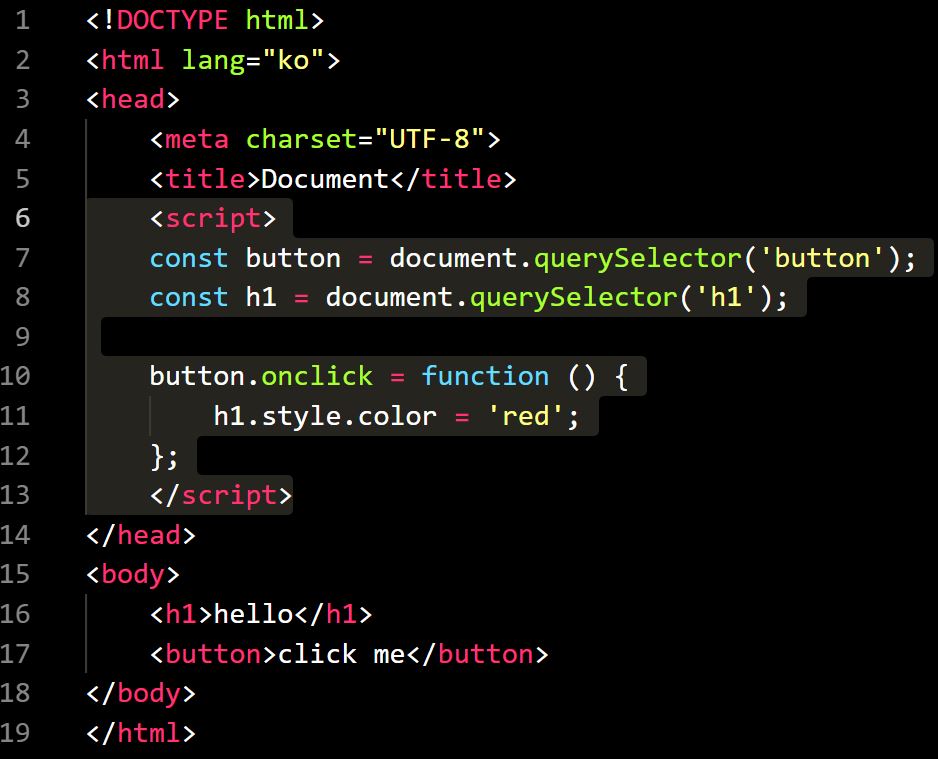 1 <!DOCTYPE html>
2 <html lang="ko">
3 <head>
4     <meta charset="UTF-8">
5     <title>Document</title>
6     <script>
7     const button = document.querySelector('button');
8     const h1 = document.querySelector('h1');
9
10     button.onclick = function () {
11         h1.style.color = 'red';
12     };
13     </script>
14 </head>
15 <body>
16     <h1>hello</h1>
17     <button>click me</button>
18 </body>
19 </html>